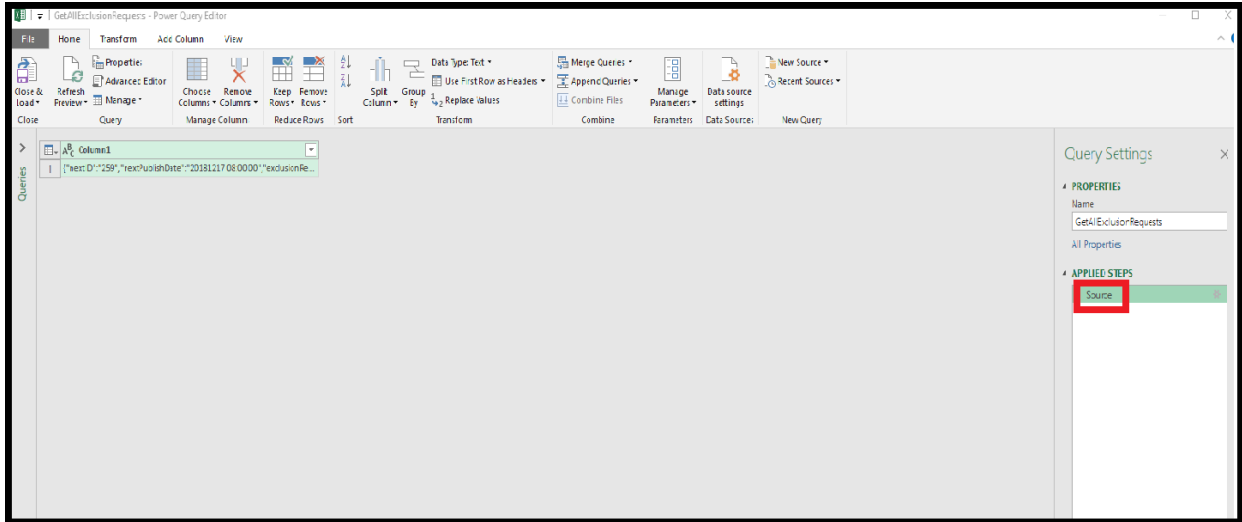 GetAllExclusionRequests - Power Query Editor
File Home Transform Add Column View
Close & Load
Refresh Preview
Properties
Advanced Editor
Manage
Choose Columns
Remove Columns
Keep Rows
Remove Rows
Split Column
Group By
Data Type: Text
Use First Row as Headers
Replace Values
Merge Queries
Append Queries
Combine Files
Manage Parameters
Data source settings
New Source
Recent Sources
Close Query Manage Columns Reduce Rows Sort Transform Combine Parameters Data Sources New Query
Queries
ABC Column1
1 {"nextID":"259","nextPublishDate":"20181217 08:00:00","exclusionRe...
Query Settings
PROPERTIES
Name
GetAllExclusionRequests
All Properties
APPLIED STEPS
Source